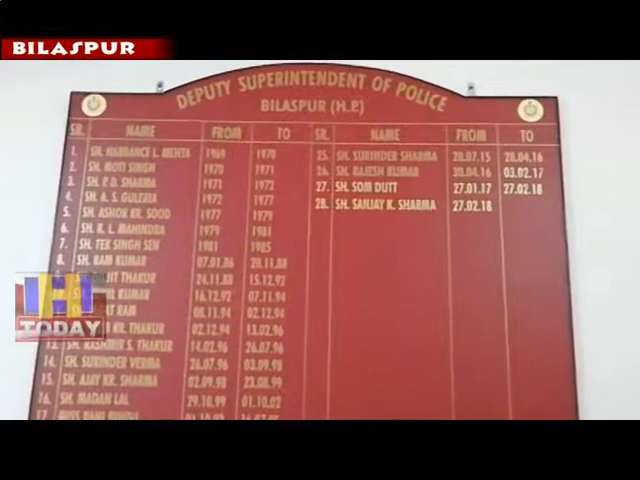 BILASPUR
DEPUTY SUPERINTENDENT OF POLICE
BILASPUR (H.P.)
SR. NAME FROM TO SR. NAME FROM TO
1. SH. HARBANCE L. MEHTA 1969 1970
2. SH. MOTI SINGH 1970 1971
3. SH. P.D. SHARMA 1971 1972
4. SH. A.S. GULERIA 1972 1977
5. SH. ASHOK KR. SOOD 1977 1979
6. SH. K.L. MAHINDRA 1979 1981
7. SH. TEK SINGH SEN 1981 1985
8. SH. RAM KUMAR 07.01.86 20.11.88
THAKUR 24.11.88 15.12.92
KUMAR 16.12.92 07.11.94
RAM 08.11.94 02.12.94
KR. THAKUR 02.12.94 13.02.96
13. SH. KASHMIR S. THAKUR 14.02.96 26.07.96
14. SH. SURINDER VERMA 26.07.96 03.09.98
15. SH. AJAY KR. SHARMA 02.09.98 23.08.99
16. SH. MADAN LAL 29.10.99 01.10.02
17
25. SH. SURINDER SHARMA 28.07.15 28.04.16
26. SH. RAJESH KUMAR 30.04.16 03.02.17
27. SH. SOM DUTT 27.01.17 27.02.18
28. SH. SANJAY K. SHARMA 27.02.18
H TODAY